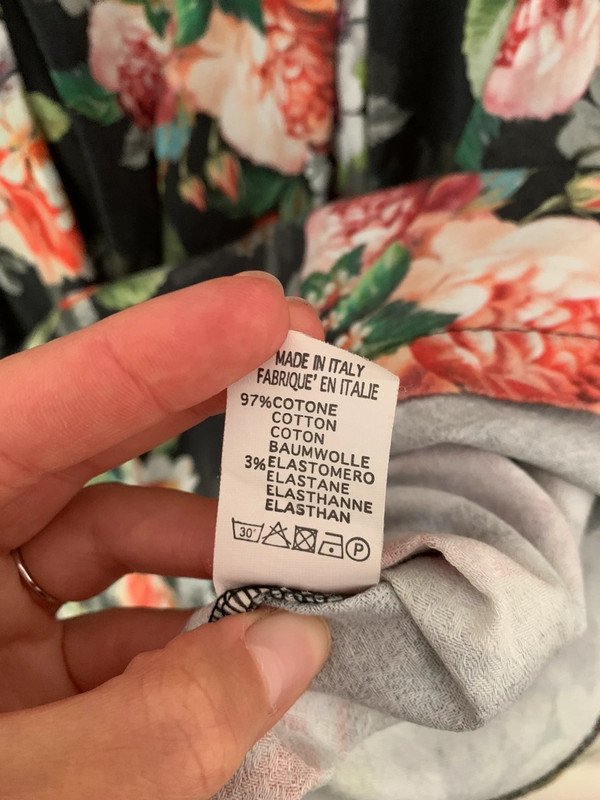 MADE IN ITALY
FABRIQUE' EN ITALIE
97%COTONE
COTTON
COTON
BAUMWOLLE
3%ELASTOMERO
ELASTANE
ELASTHANNE
ELASTHAN
30° P